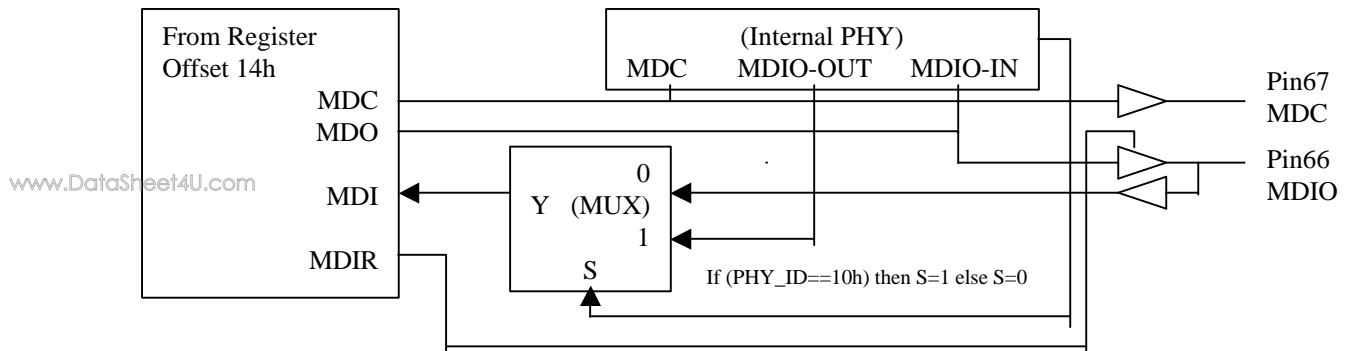 From Register
Offset 14h
MDC
MDO
MDI
MDIR
(Internal PHY)
MDC MDIO-OUT MDIO-IN
0
Y (MUX)
1
S
If (PHY_ID==10h) then S=1 else S=0
Pin67
MDC
Pin66
MDIO
www.DataSheet4U.com